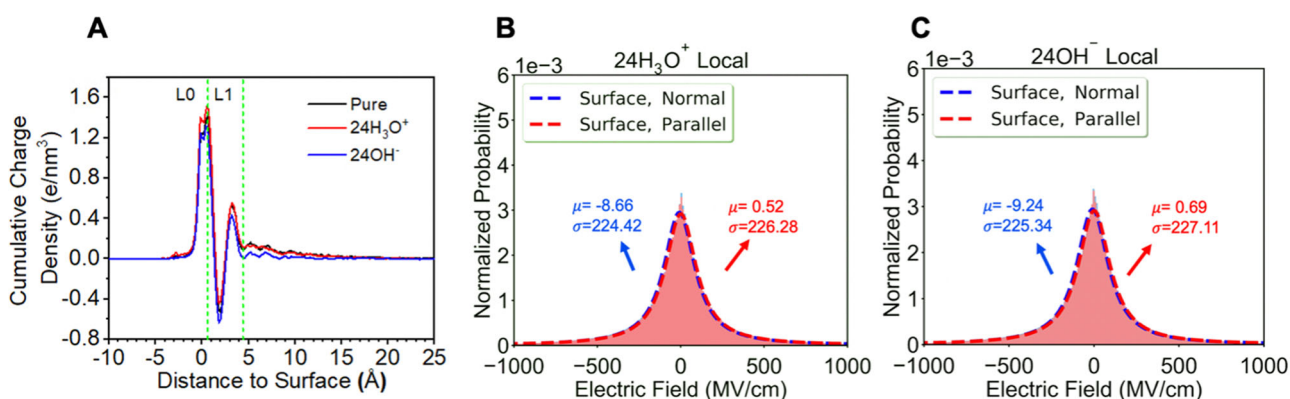 A
Cumulative Charge
Density (e/nm³)
1.6
1.2
0.8
0.4
0.0
-0.4
-0.8
L0
L1
Pure
24H₃O⁺
24OH⁻
-10
-5
0
5
10
15
20
25
Distance to Surface (Å)
B
24H₃O⁺ Local
1e−3
Normalized Probability
6
5
4
3
2
1
0
Surface, Normal
Surface, Parallel
μ= -8.66
σ=224.42
μ= 0.52
σ=226.28
−1000
−500
0
500
1000
Electric Field (MV/cm)
C
24OH⁻ Local
1e−3
Normalized Probability
6
5
4
3
2
1
0
Surface, Normal
Surface, Parallel
μ= -9.24
σ=225.34
μ= 0.69
σ=227.11
−1000
−500
0
500
1000
Electric Field (MV/cm)